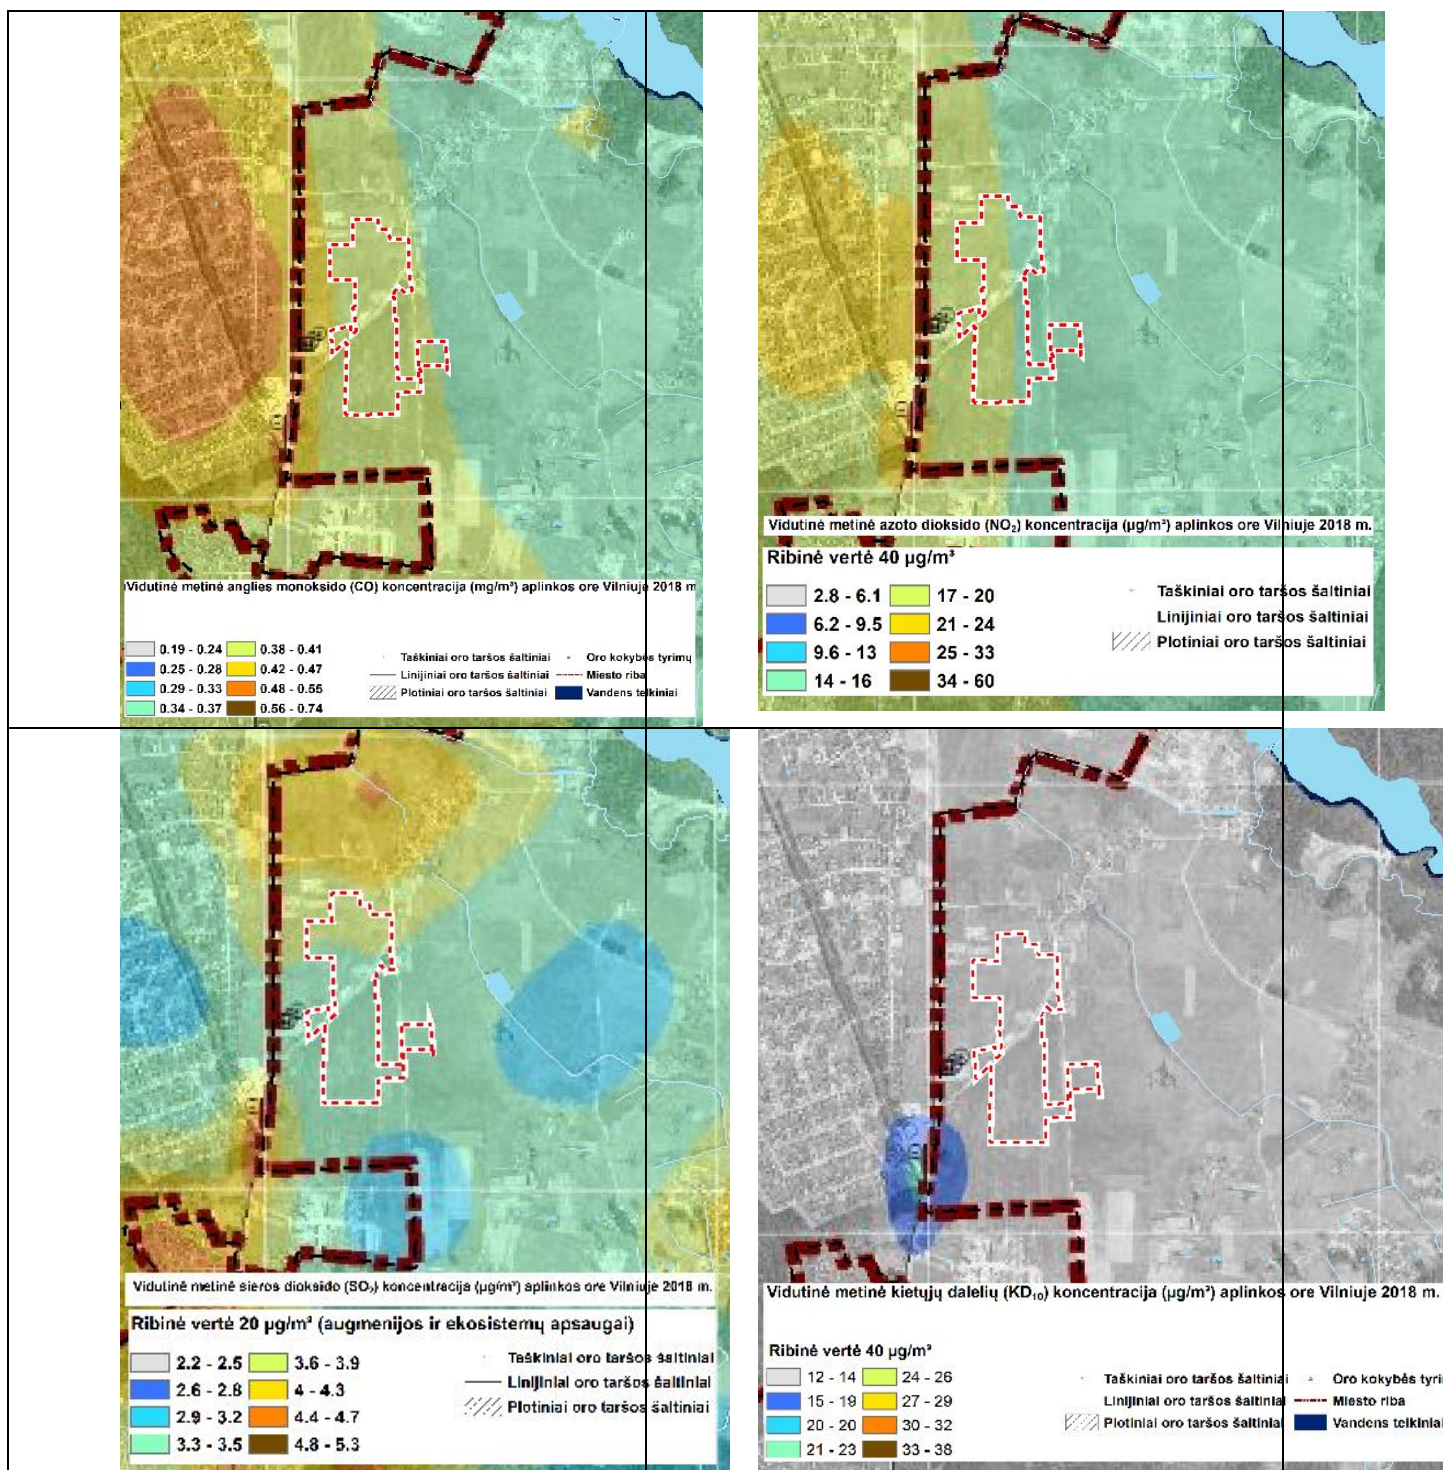 Vidutinė metinė anglies monoksido (CO) koncentracija (mg/m³) aplinkos ore Vilniuje 2018 m
0.19 - 0.24
0.25 - 0.28
0.29 - 0.33
0.34 - 0.37
0.38 - 0.41
0.42 - 0.47
0.48 - 0.55
0.56 - 0.74
Taškiniai oro taršos šaltiniai
Linijiniai oro taršos šaltiniai
Plotiniai oro taršos šaltiniai
Oro kokybės tyrimų
Miesto riba
Vandens telkiniai
Vidutinė metinė azoto dioksido (NO₂) koncentracija (µg/m³) aplinkos ore Vilniuje 2018 m.
Ribinė vertė 40 µg/m³
2.8 - 6.1
6.2 - 9.5
9.6 - 13
14 - 16
17 - 20
21 - 24
25 - 33
34 - 60
Taškiniai oro taršos šaltiniai
Linijiniai oro taršos šaltiniai
Plotiniai oro taršos šaltiniai
Vidutinė metinė sieros dioksido (SO₂) koncentracija (µg/m³) aplinkos ore Vilniuje 2018 m.
Ribinė vertė 20 µg/m³ (augmenijos ir ekosistemų apsaugai)
2.2 - 2.5
2.6 - 2.8
2.9 - 3.2
3.3 - 3.5
3.6 - 3.9
4 - 4.3
4.4 - 4.7
4.8 - 5.3
Taškiniai oro taršos šaltiniai
Linijiniai oro taršos šaltiniai
Plotiniai oro taršos šaltiniai
Vidutinė metinė kietųjų dalelių (KD₁₀) koncentracija (µg/m³) aplinkos ore Vilniuje 2018 m.
Ribinė vertė 40 µg/m³
12 - 14
15 - 19
20 - 20
21 - 23
24 - 26
27 - 29
30 - 32
33 - 38
Taškiniai oro taršos šaltiniai
Linijiniai oro taršos šaltiniai
Plotiniai oro taršos šaltiniai
Oro kokybės tyri
Miesto riba
Vandens telkiniai